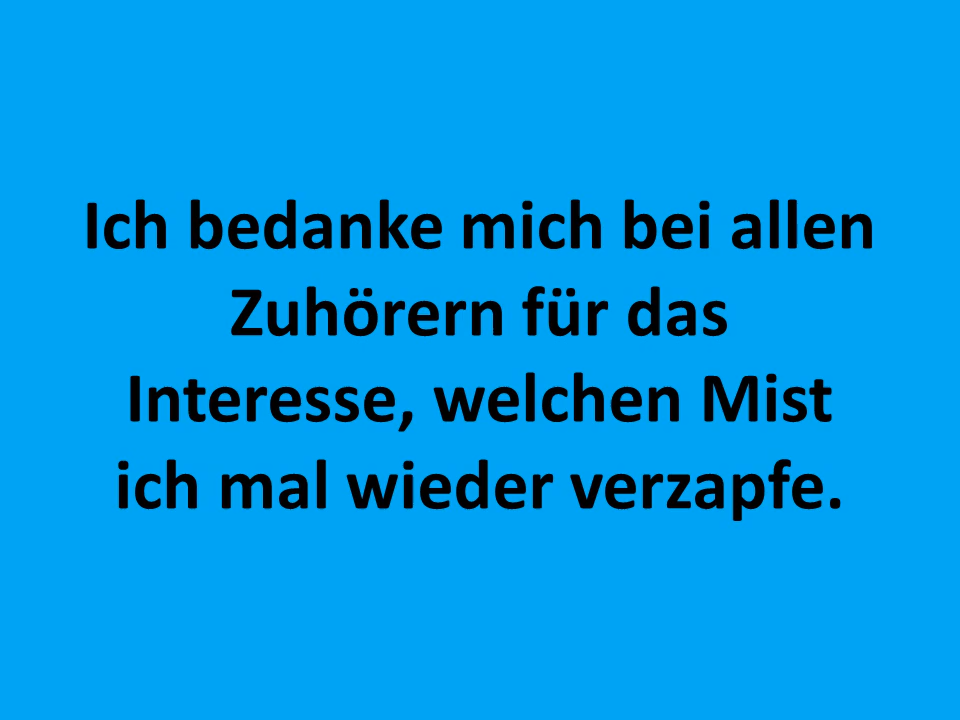 Ich bedanke mich bei allen
Zuhörern für das
Interesse, welchen Mist
ich mal wieder verzapfe.